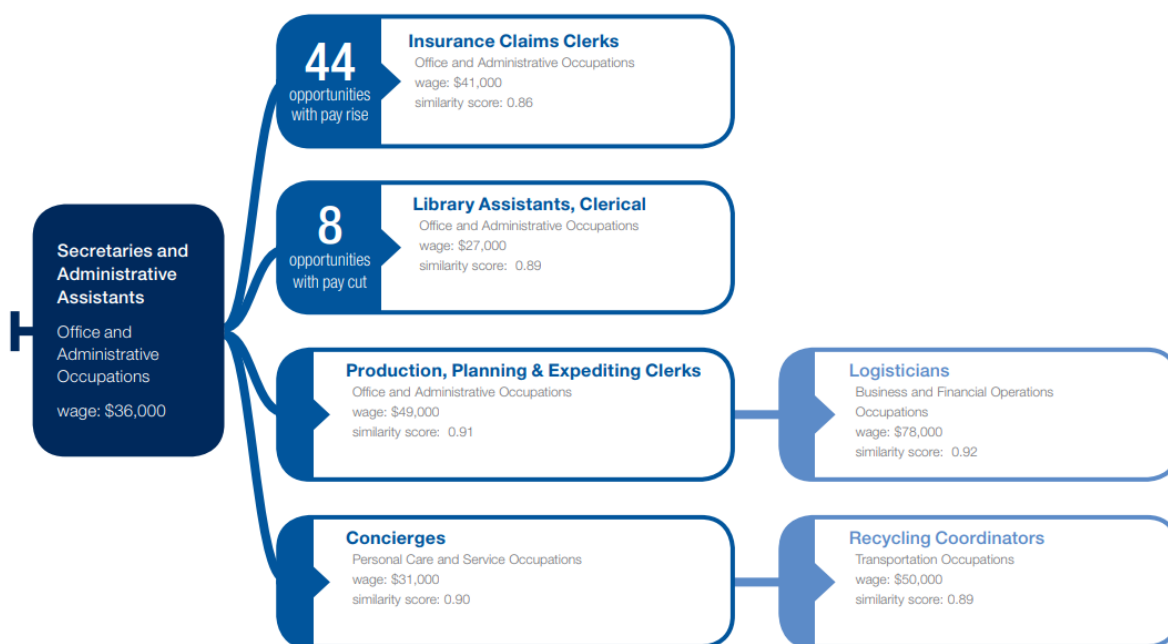 44
opportunities
with pay rise
Insurance Claims Clerks
Office and Administrative Occupations
wage: $41,000
similarity score: 0.86
8
opportunities
with pay cut
Library Assistants, Clerical
Office and Administrative Occupations
wage: $27,000
similarity score: 0.89
Secretaries and
Administrative
Assistants
Office and
Administrative
Occupations
wage: $36,000
Production, Planning & Expediting Clerks
Office and Administrative Occupations
wage: $49,000
similarity score: 0.91
Logisticians
Business and Financial Operations
Occupations
wage: $78,000
similarity score: 0.92
Concierges
Personal Care and Service Occupations
wage: $31,000
similarity score: 0.90
Recycling Coordinators
Transportation Occupations
wage: $50,000
similarity score: 0.89